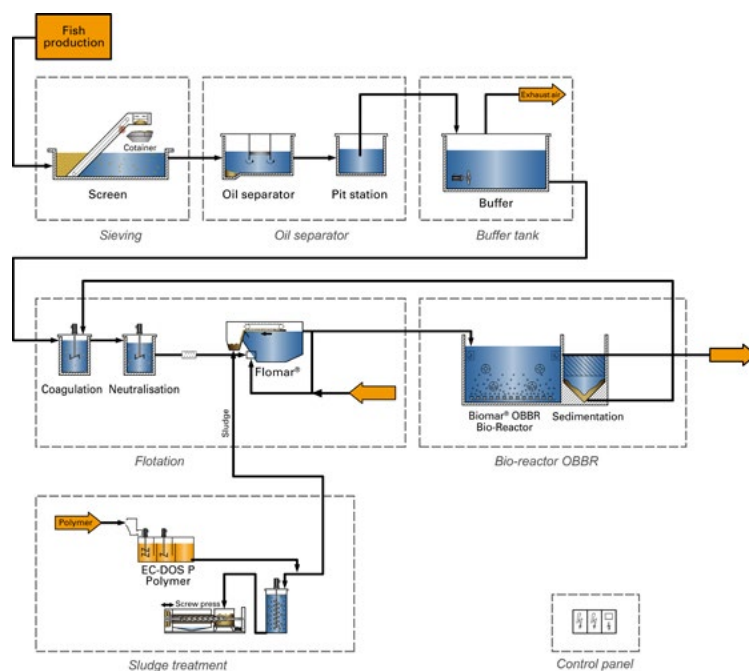 Fish
production
Exhaust air
Cotainer
Screen
Oil separator
Pit station
Buffer
Sieving
Oil separator
Buffer tank
Coagulation
Neutralisation
Flomar®
Sludge
Biomar® OBBR
Bio-Reactor
Sedimentation
Flotation
Bio-reactor OBBR
Polymer
EC-DOS P
Polymer
Screw press
Sludge treatment
Control panel